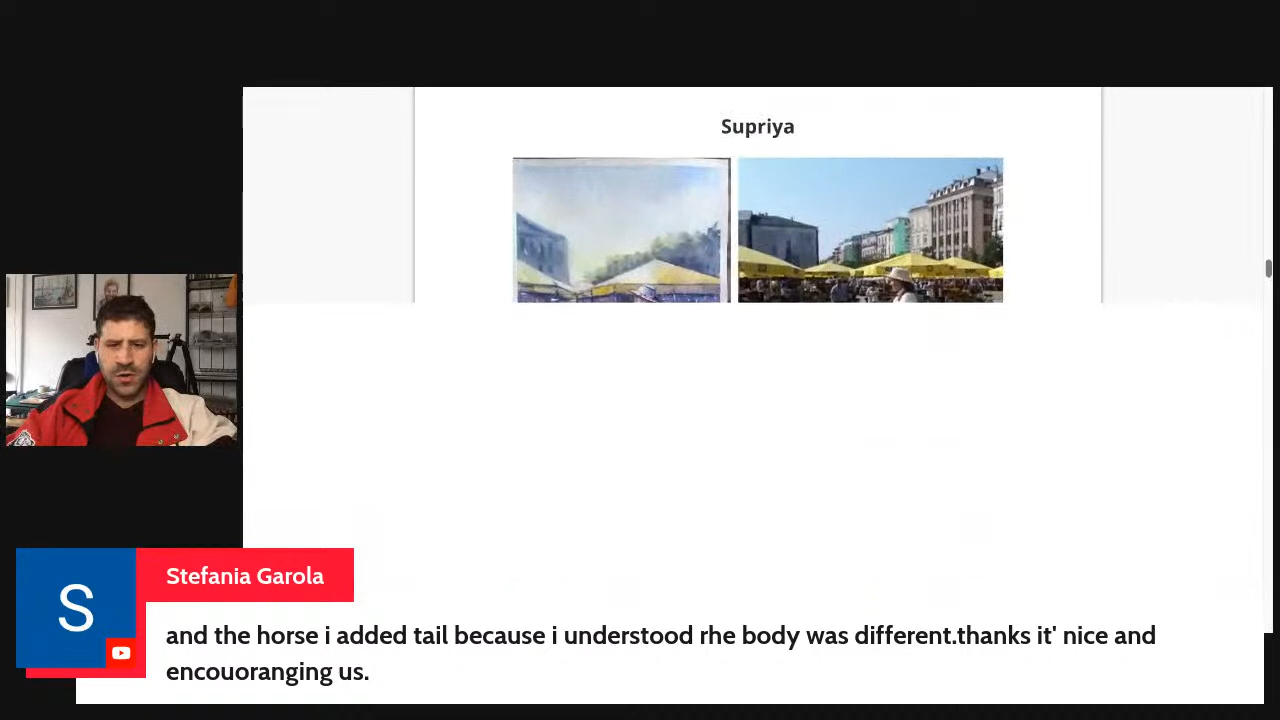 Supriya
S
Stefania Garola
and the horse i added tail because i understood rhe body was different.thanks it' nice and
encouoranging us.